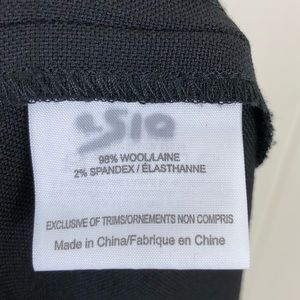 98% WOOL/LAINE
2% SPANDEX / ÉLASTHANNE
EXCLUSIVE OF TRIMS/ORNEMENTS NON COMPRIS
Made in China/Fabrique en Chine